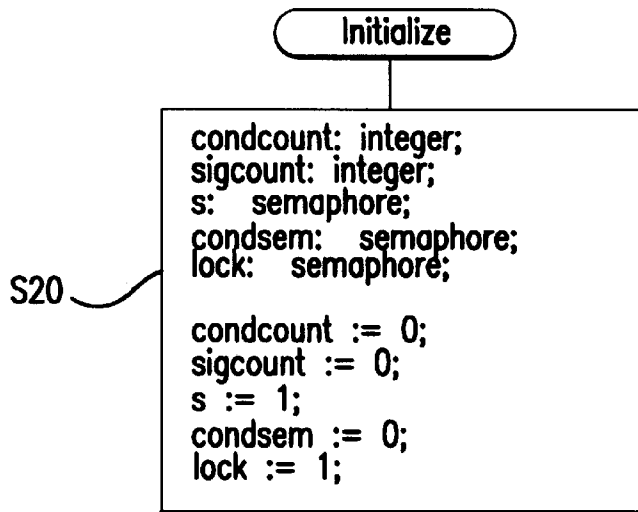 Initialize
condcount: integer;
sigcount: integer;
s: semaphore;
condsem: semaphore;
lock: semaphore;
S20
condcount := 0;
sigcount := 0;
s := 1;
condsem := 0;
lock := 1;